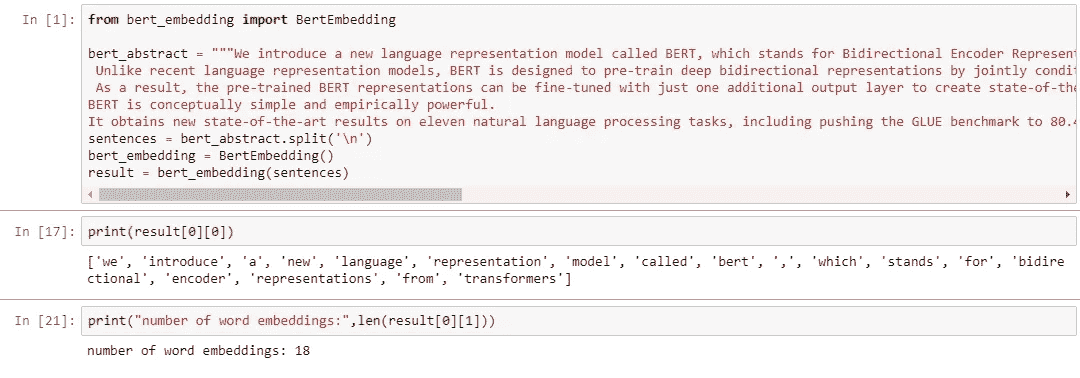 In [1]: from bert_embedding import BertEmbedding
bert_abstract = """We introduce a new language representation model called BERT, which stands for Bidirectional Encoder Represent
Unlike recent language representation models, BERT is designed to pre-train deep bidirectional representations by jointly condit
As a result, the pre-trained BERT representations can be fine-tuned with just one additional output layer to create state-of-the
BERT is conceptually simple and empirically powerful.
It obtains new state-of-the-art results on eleven natural language processing tasks, including pushing the GLUE benchmark to 80.4
sentences = bert_abstract.split('\n')
bert_embedding = BertEmbedding()
result = bert_embedding(sentences)
In [17]: print(result[0][0])
['we', 'introduce', 'a', 'new', 'language', 'representation', 'model', 'called', 'bert', ',', 'which', 'stands', 'for', 'bidire
ctional', 'encoder', 'representations', 'from', 'transformers']
In [21]: print("number of word embeddings:",len(result[0][1]))
number of word embeddings: 18